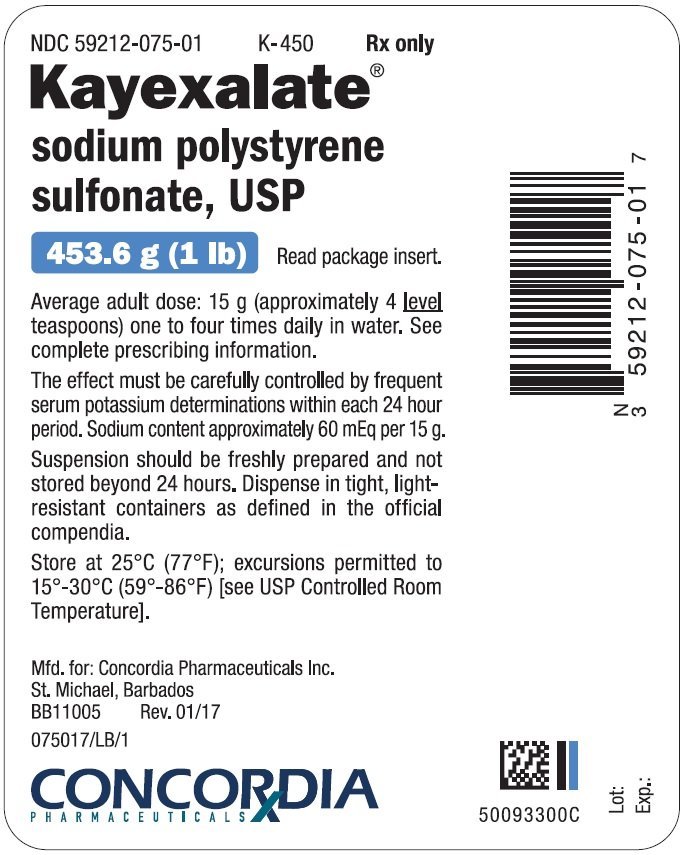 NDC 59212-075-01 K-450 Rx only
Kayexalate®
sodium polystyrene
sulfonate, USP
453.6 g (1 lb) Read package insert.
Average adult dose: 15 g (approximately 4 level
teaspoons) one to four times daily in water. See
complete prescribing information.
The effect must be carefully controlled by frequent
serum potassium determinations within each 24 hour
period. Sodium content approximately 60 mEq per 15 g.
Suspension should be freshly prepared and not
stored beyond 24 hours. Dispense in tight, light-
resistant containers as defined in the official
compendia.
Store at 25°C (77°F); excursions permitted to
15°-30°C (59°-86°F) [see USP Controlled Room
Temperature].
Mfd. for: Concordia Pharmaceuticals Inc.
St. Michael, Barbados
BB11005 Rev. 01/17
075017/LB/1
CONCORDIA
PHARMACEUTICALS Rx
N
3 59212-075-01 7
50093300C
Lot:
Exp.: